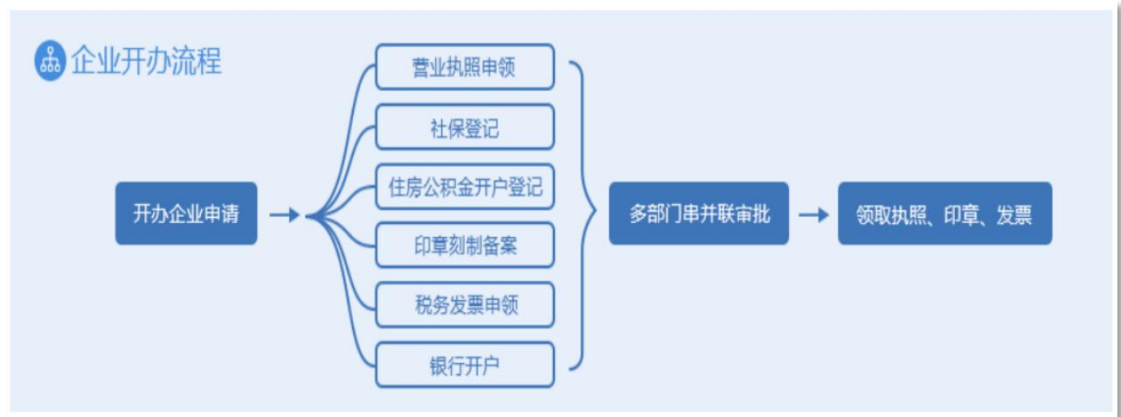 企业开办流程
开办企业申请
营业执照申领
社保登记
住房公积金开户登记
印章刻制备案
税务发票申领
银行开户
多部门串并联审批
领取执照、印章、发票